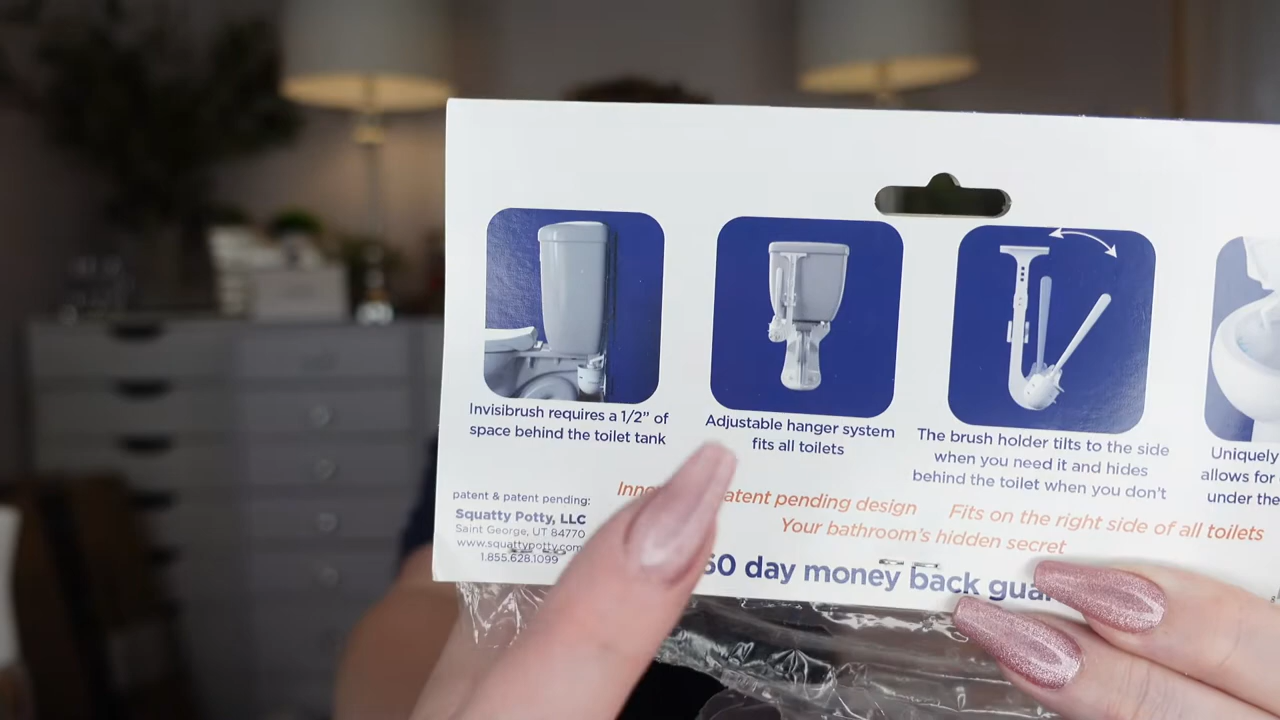 Invisibrush requires a 1/2" of
space behind the toilet tank
Adjustable hanger system
fits all toilets
The brush holder tilts to the side
when you need it and hides
behind the toilet when you don't
Uniquely
allows for
under the
patent & patent pending:
Squatty Potty, LLC
Saint George, UT 84770
www.squattypotty.com
1.855.628.1099
pending design
Fits on the right side of all toilets
Your bathroom's hidden secret
day money back